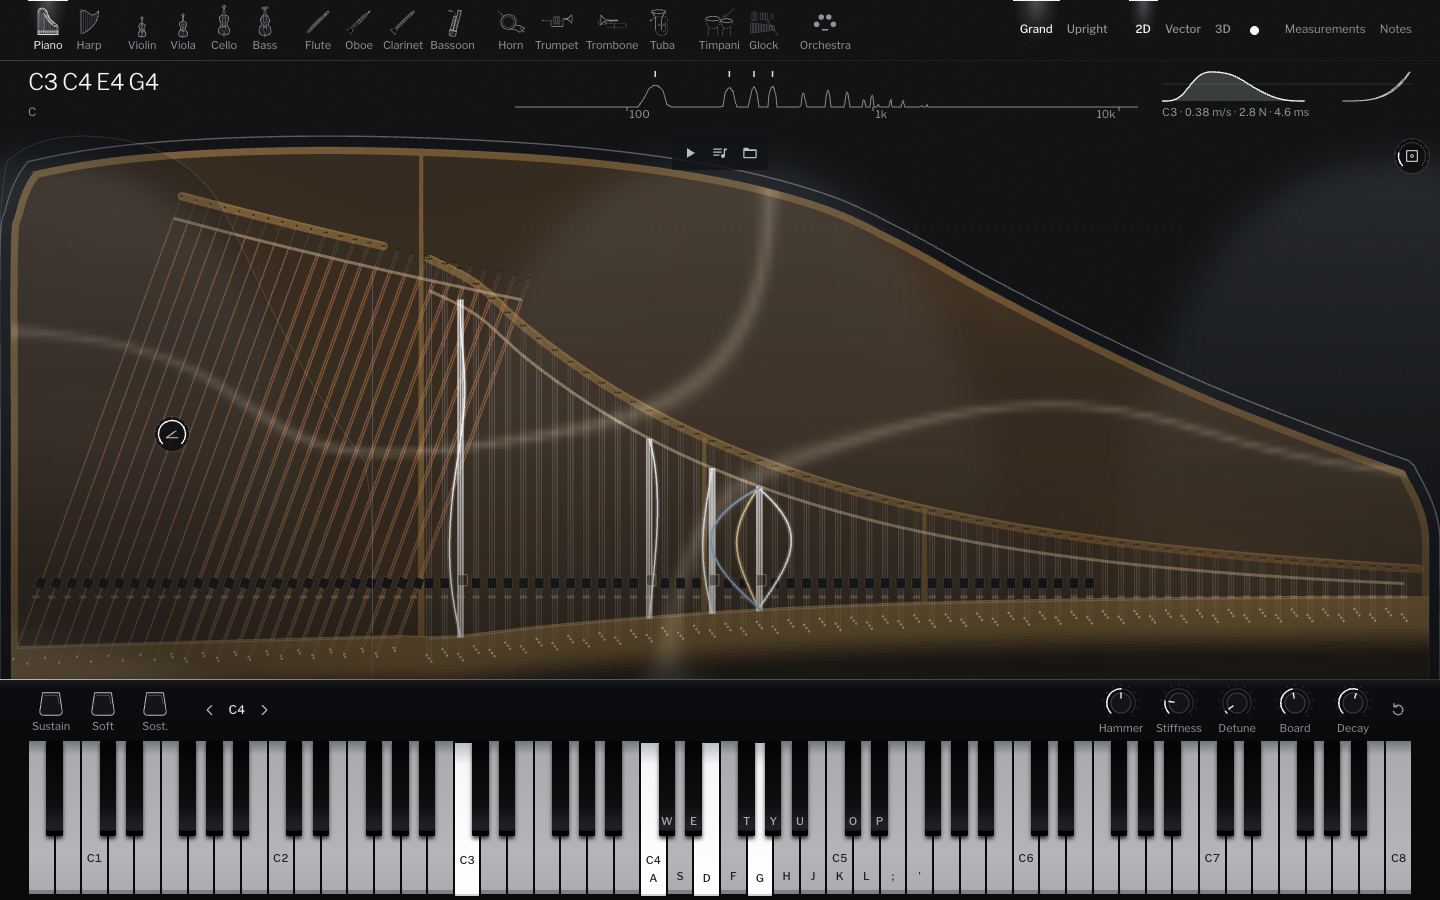 Piano Harp Violin Viola Cello Bass Flute Oboe Clarinet Bassoon Horn Trumpet Trombone Tuba Timpani Glock Orchestra Grand Upright 2D Vector 3D Measurements Notes
C3 C4 E4 G4
C
100 1k 10k
C3 · 0.38 m/s · 2.8 N · 4.6 ms
Sustain Soft Sost. C4 Hammer Stiffness Detune Board Decay
W E T Y U O P
C1 C2 C3 C4 C5 C6 C7 C8
A S D F G H J K L ; '